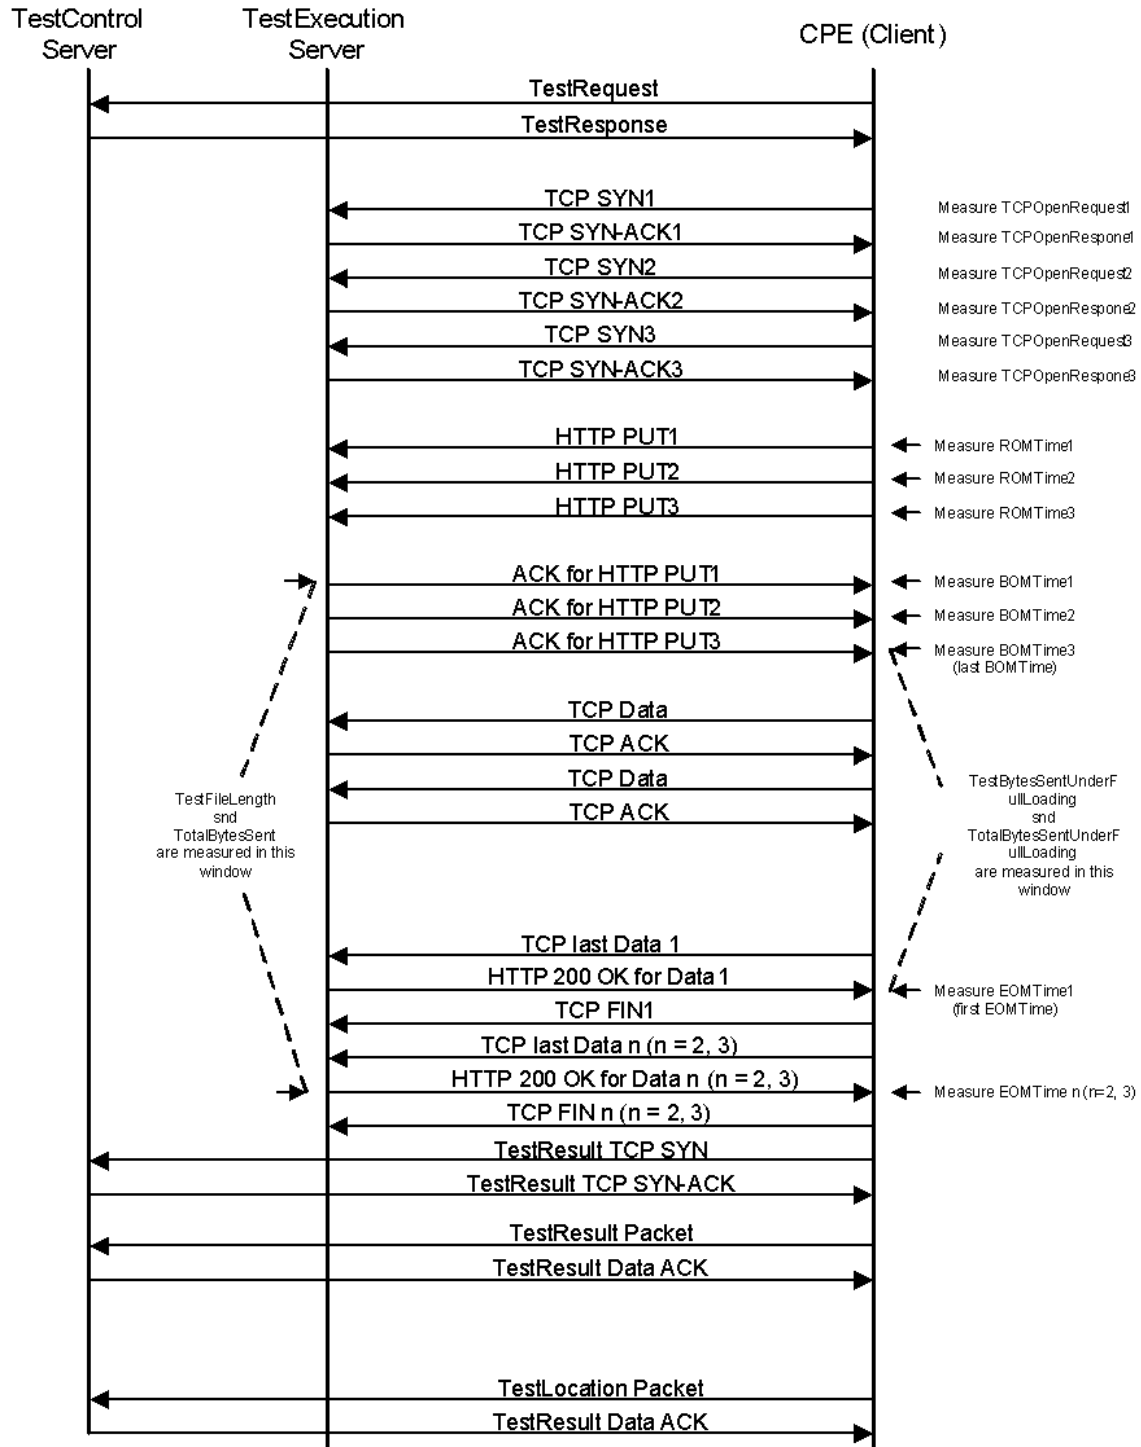 TestControl
Server
TestExecution
Server
CPE (Client)
TestRequest
TestResponse
TCP SYN1
Measure TCPOpenRequest1
TCP SYN-ACK1
Measure TCPOpenRespone1
TCP SYN2
Measure TCPOpenRequest2
TCP SYN-ACK2
Measure TCPOpenRespone2
TCP SYN3
Measure TCPOpenRequest3
TCP SYN-ACK3
Measure TCPOpenRespone3
HTTP PUT1
Measure ROMTime1
HTTP PUT2
Measure ROMTime2
HTTP PUT3
Measure ROMTime3
ACK for HTTP PUT1
Measure BOMTime1
ACK for HTTP PUT2
Measure BOMTime2
ACK for HTTP PUT3
Measure BOMTime3
(last BOMTime)
TCP Data
TCP ACK
TCP Data
TCP ACK
TestFileLength
snd
TotalBytesSent
are measured in this
window
TestBytesSentUnderF
ullLoading
snd
TotalBytesSentUnderF
ullLoading
are measured in this
window
TCP last Data 1
HTTP 200 OK for Data 1
Measure EOMTime1
(first EOMTime)
TCP FIN1
TCP last Data n (n = 2, 3)
HTTP 200 OK for Data n (n = 2, 3)
Measure EOMTime n (n=2, 3)
TCP FIN n (n = 2, 3)
TestResult TCP SYN
TestResult TCP SYN-ACK
TestResult Packet
TestResult Data ACK
TestLocation Packet
TestResult Data ACK